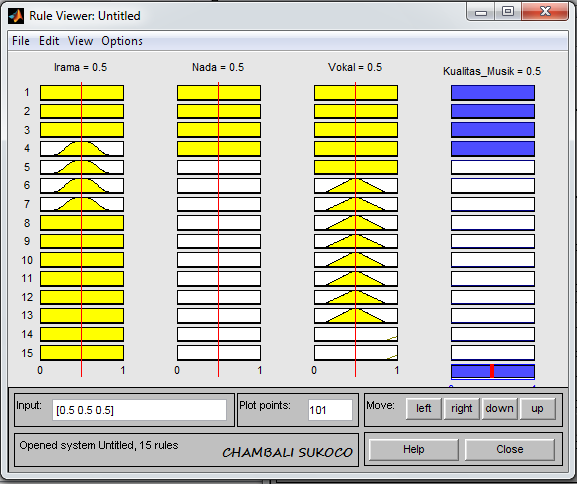 Rule Viewer: Untitled
File Edit View Options
Irama = 0.5 Nada = 0.5 Vokal = 0.5 Kualitas_Musik = 0.5
1
2
3
4
5
6
7
8
9
10
11
12
13
14
15
0 1 0 1 0 1
Input: [0.5 0.5 0.5] Plot points: 101 Move: left right down up
Opened system Untitled, 15 rules CHAMBALI SUKOCO Help Close